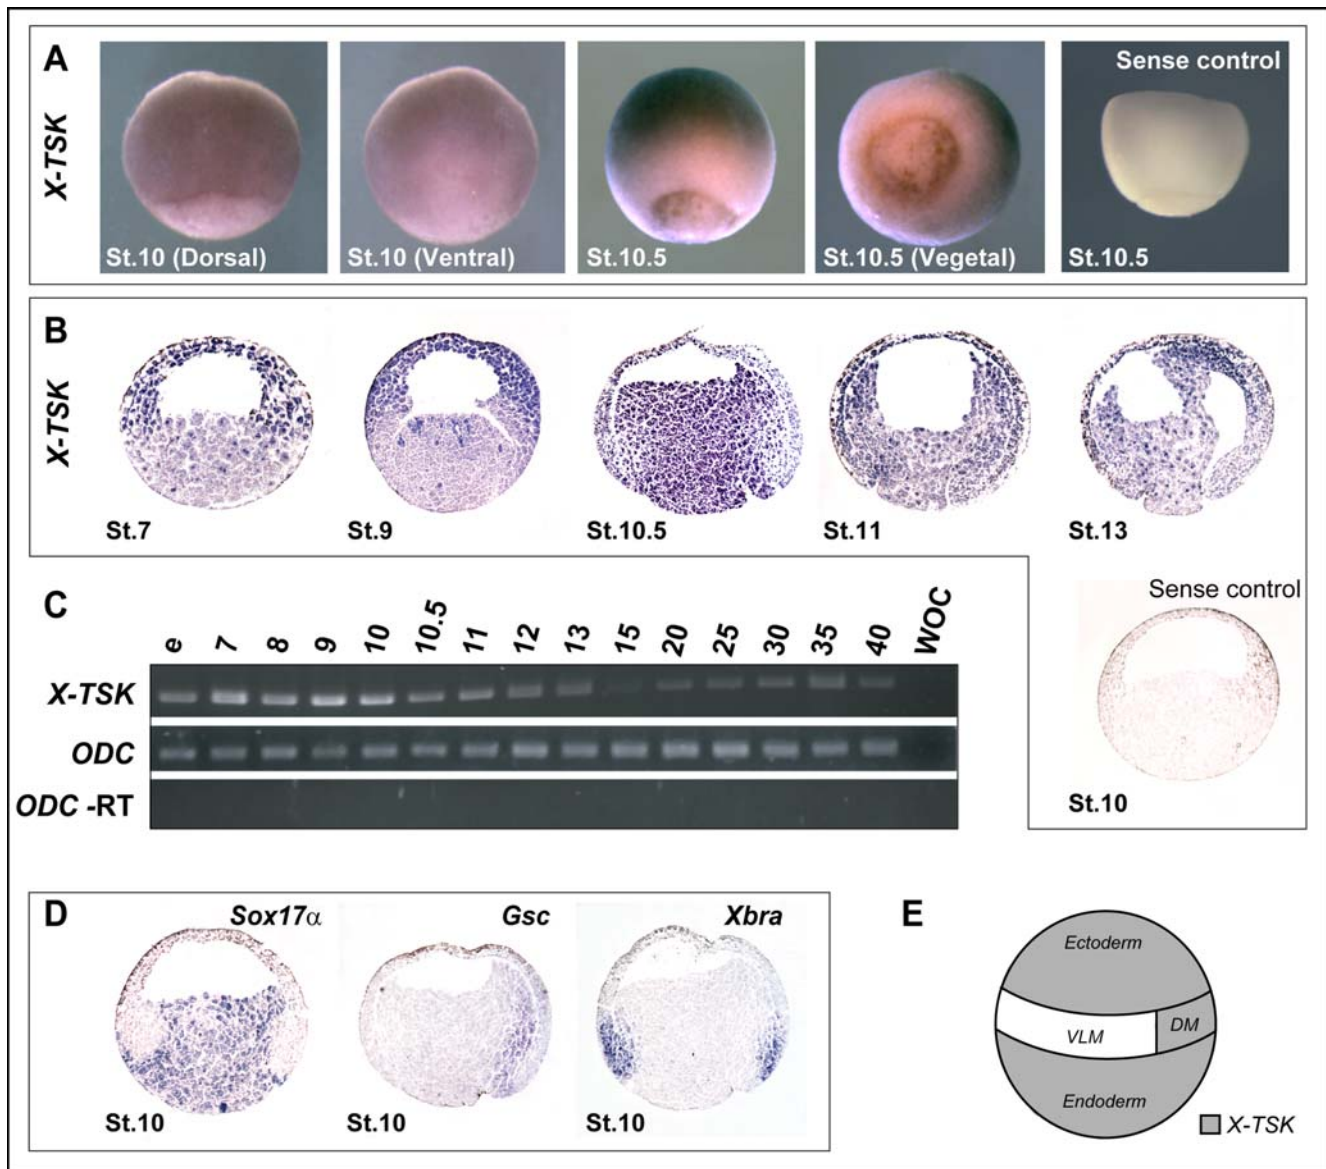 A
X-TSK
St.10 (Dorsal)
St.10 (Ventral)
St.10.5
St.10.5 (Vegetal)
Sense control
St.10.5
B
X-TSK
St.7
St.9
St.10.5
St.11
St.13
Sense control
St.10
C
e 7 8 9 10 10.5 11 12 13 15 20 25 30 35 40 WOC
X-TSK
ODC
ODC -RT
D
Sox17α
St.10
Gsc
St.10
Xbra
St.10
E
Ectoderm
VLM
DM
Endoderm
X-TSK